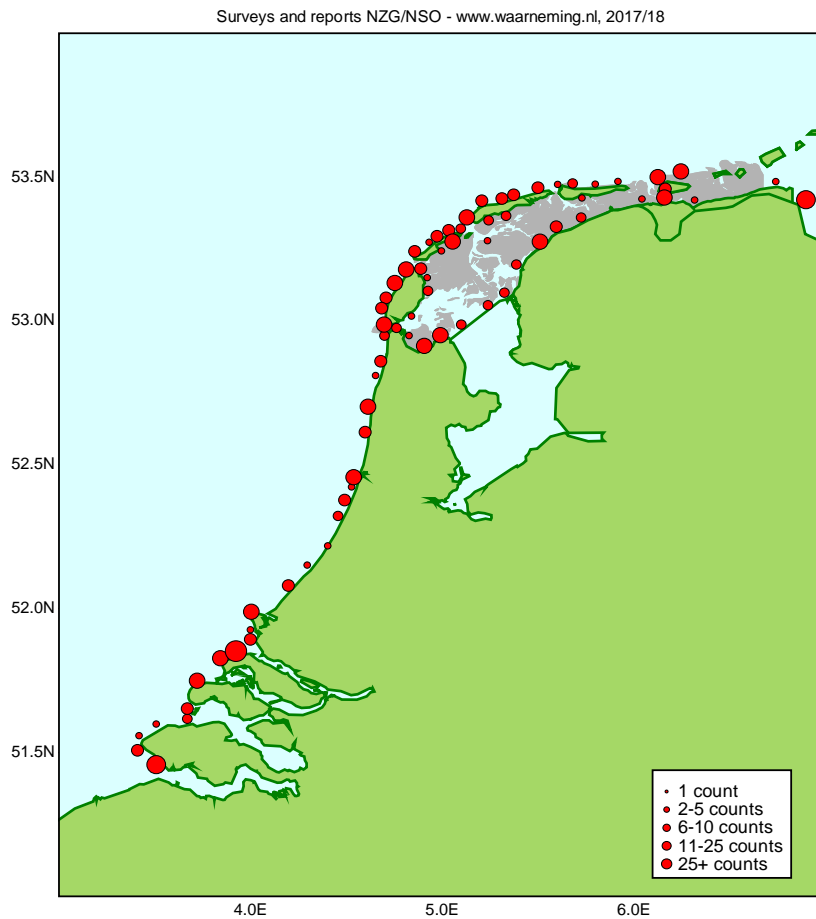 Surveys and reports NZG/NSO - www.waarneming.nl, 2017/18
53.5N
53.0N
52.5N
52.0N
51.5N
1 count
2-5 counts
6-10 counts
11-25 counts
25+ counts
4.0E 5.0E 6.0E